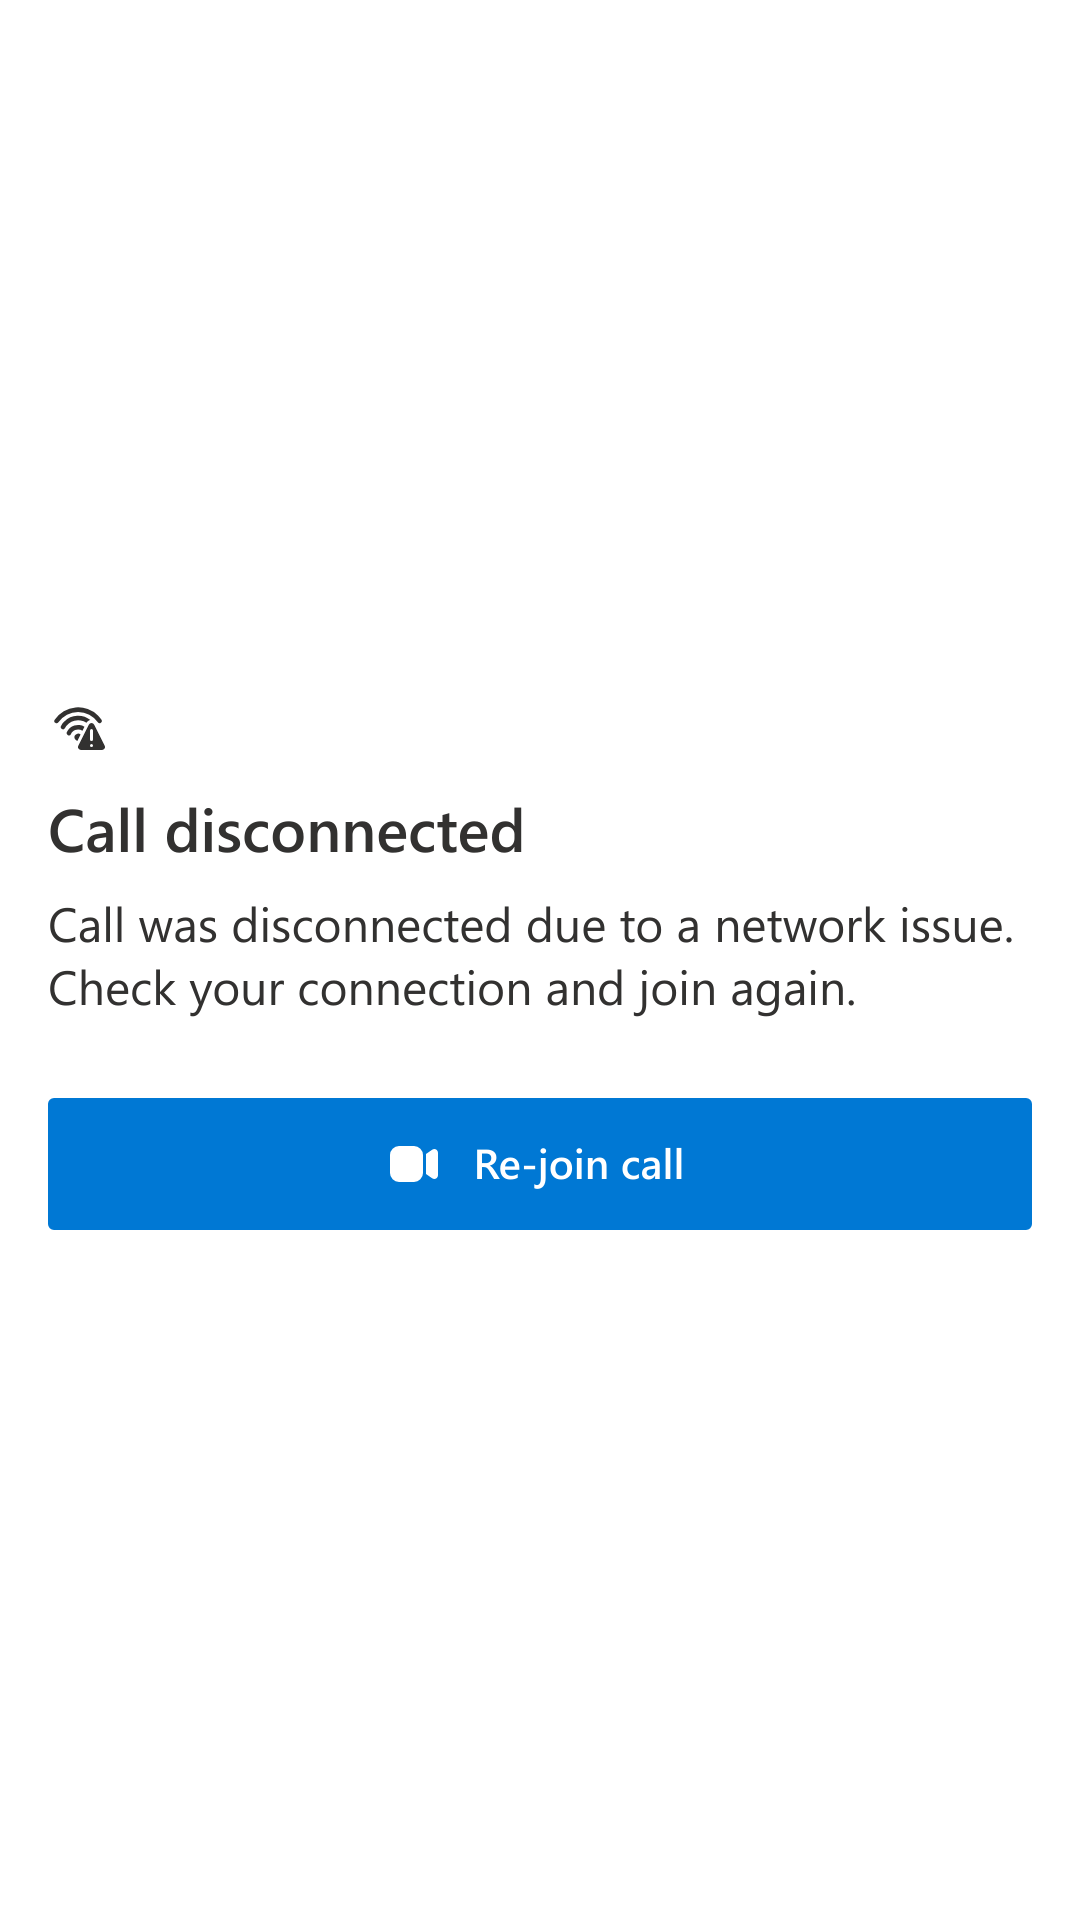 Call disconnected
Call was disconnected due to a network issue.
Check your connection and join again.
Re-join call